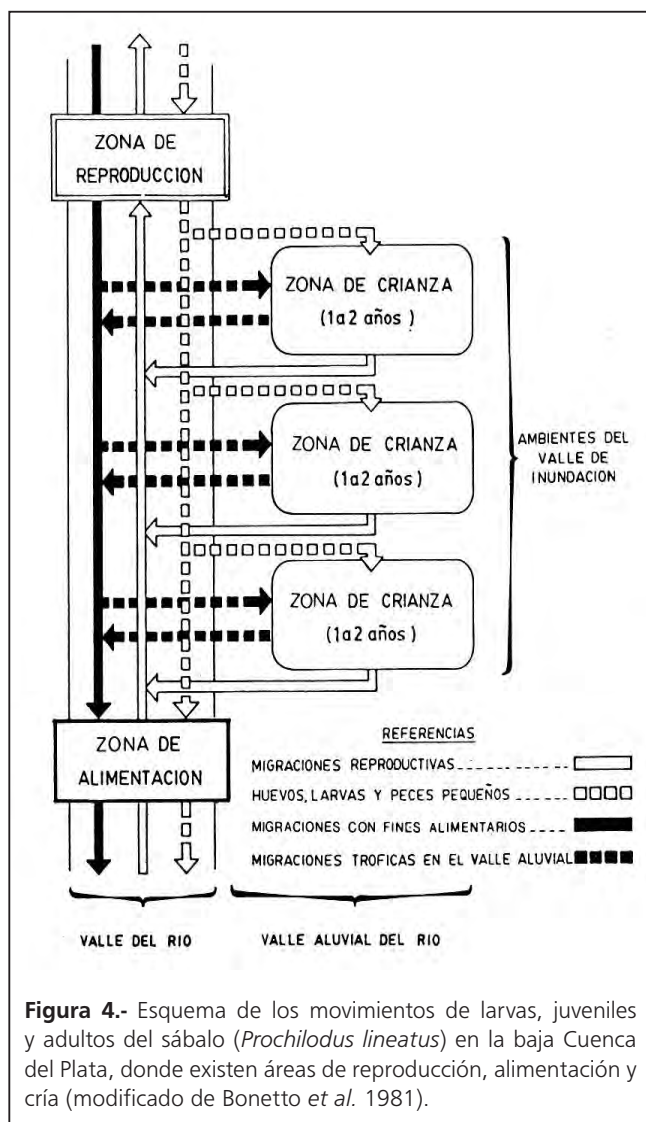 ZONA DE
REPRODUCCION
ZONA DE CRIANZA
(1a2 años)
ZONA DE CRIANZA
(1a2 años)
ZONA DE CRIANZA
(1a2 años)
AMBIENTES DEL
VALLE DE
INUNDACION
ZONA DE
ALIMENTACION
REFERENCIAS
MIGRACIONES REPRODUCTIVAS
HUEVOS, LARVAS Y PECES PEQUEÑOS
MIGRACIONES CON FINES ALIMENTARIOS
MIGRACIONES TROFICAS EN EL VALLE ALUVIAL
VALLE DEL RIO
VALLE ALUVIAL DEL RIO
Figura 4.- Esquema de los movimientos de larvas, juveniles
y adultos del sábalo (Prochilodus lineatus) en la baja Cuenca
del Plata, donde existen áreas de reproducción, alimentación y
cría (modificado de Bonetto et al. 1981).